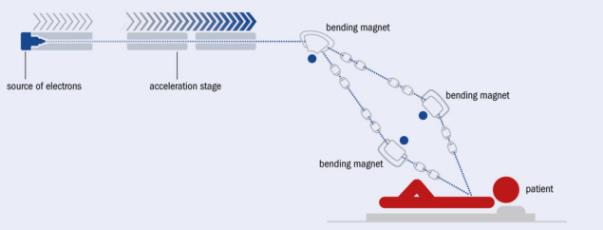 bending magnet
source of electrons
acceleration stage
bending magnet
bending magnet
patient